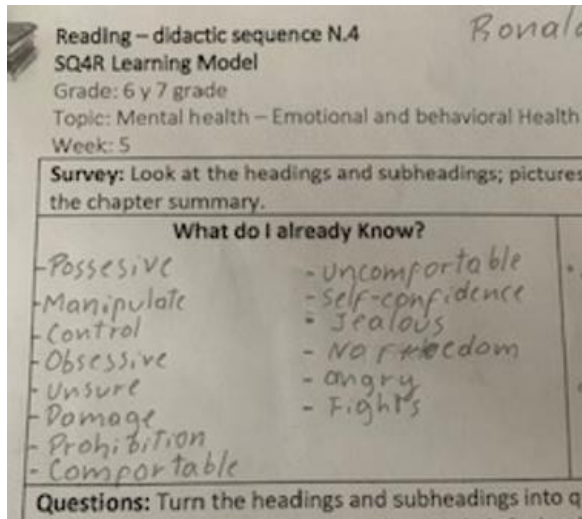 Ronald
Reading – didactic sequence N.4
SQ4R Learning Model
Grade: 6 y 7 grade
Topic: Mental health – Emotional and behavioral Health
Week: 5
Survey: Look at the headings and subheadings; pictures
the chapter summary.
What do I already Know?
- Possesive
- Manipulate
- Control
- Obsessive
- Unsure
- Damage
- Prohibition
- Comportable
- Uncomfortable
- Self-confidence
- Jealous
- No freedom
- angry
- Fights
Questions: Turn the headings and subheadings into q